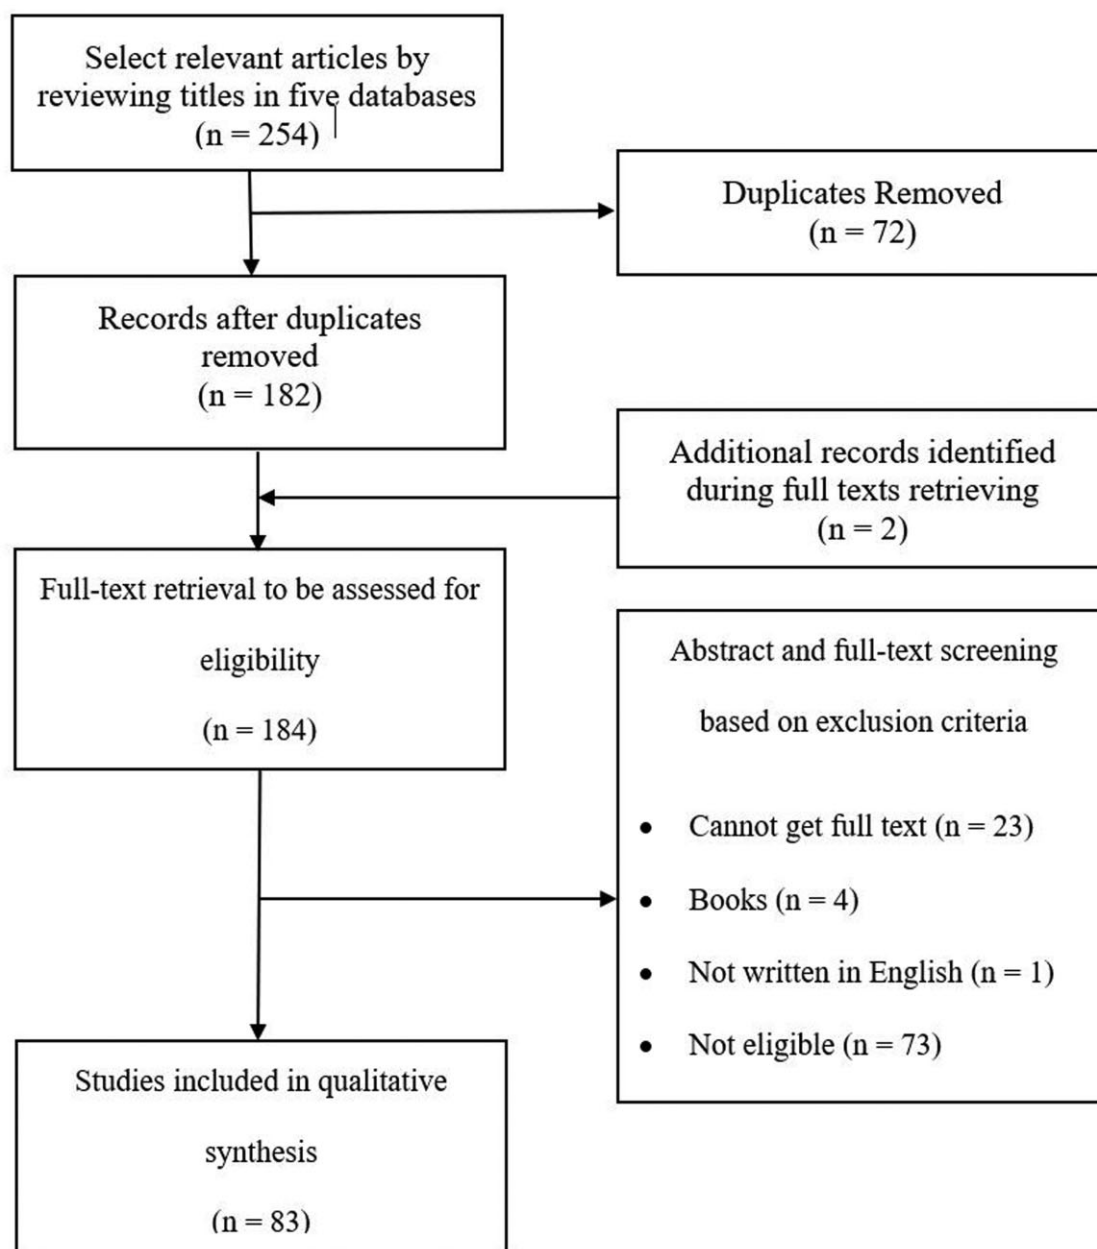 Select relevant articles by
reviewing titles in five databases
(n = 254)
Duplicates Removed
(n = 72)
Records after duplicates
removed
(n = 182)
Additional records identified
during full texts retrieving
(n = 2)
Full-text retrieval to be assessed for
eligibility
(n = 184)
Abstract and full-text screening
based on exclusion criteria
• Cannot get full text (n = 23)
• Books (n = 4)
• Not written in English (n = 1)
• Not eligible (n = 73)
Studies included in qualitative
synthesis
(n = 83)